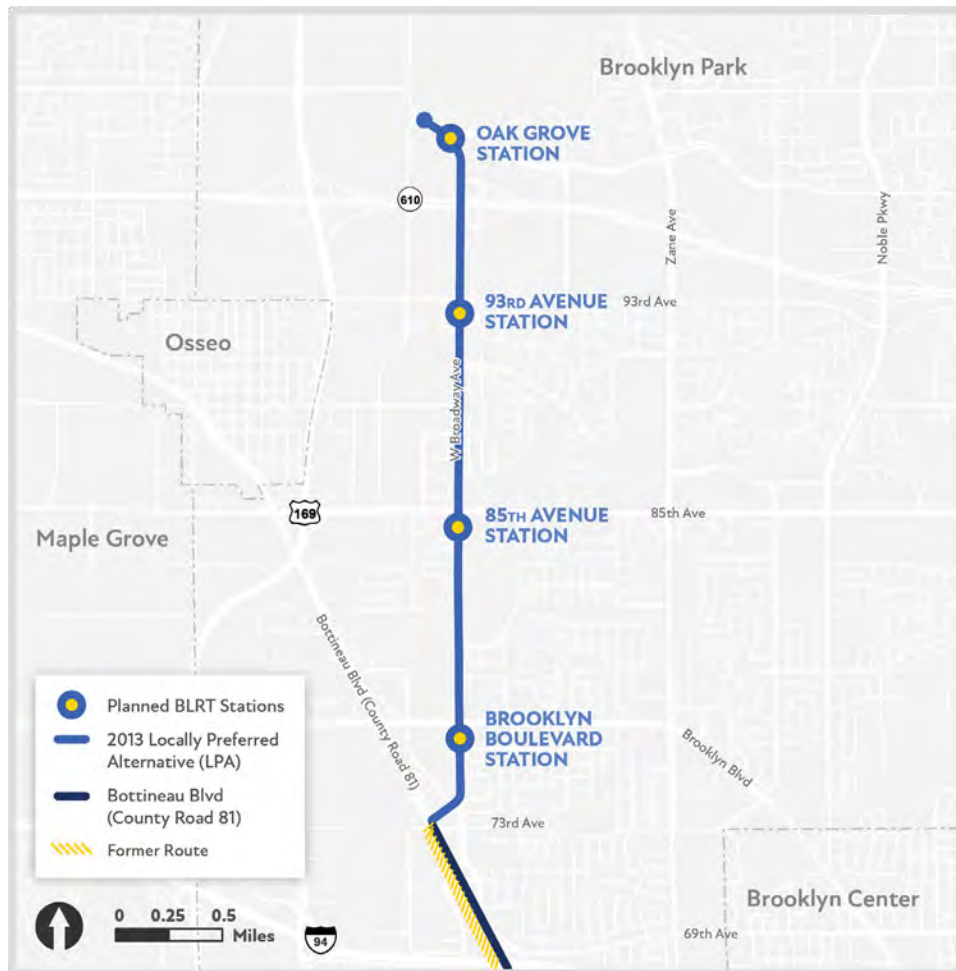 Brooklyn Park
OAK GROVE
STATION
610
Zane Ave
Noble Pkwy
93RD AVENUE
STATION
93rd Ave
Osseo
W Broadway Ave
169
85TH AVENUE
STATION
85th Ave
Maple Grove
Bottineau Blvd (County Road 81)
BROOKLYN
BOULEVARD
STATION
Brooklyn Blvd
73rd Ave
Brooklyn Center
69th Ave
Planned BLRT Stations
2013 Locally Preferred
Alternative (LPA)
Bottineau Blvd
(County Road 81)
Former Route
0 0.25 0.5
Miles
94